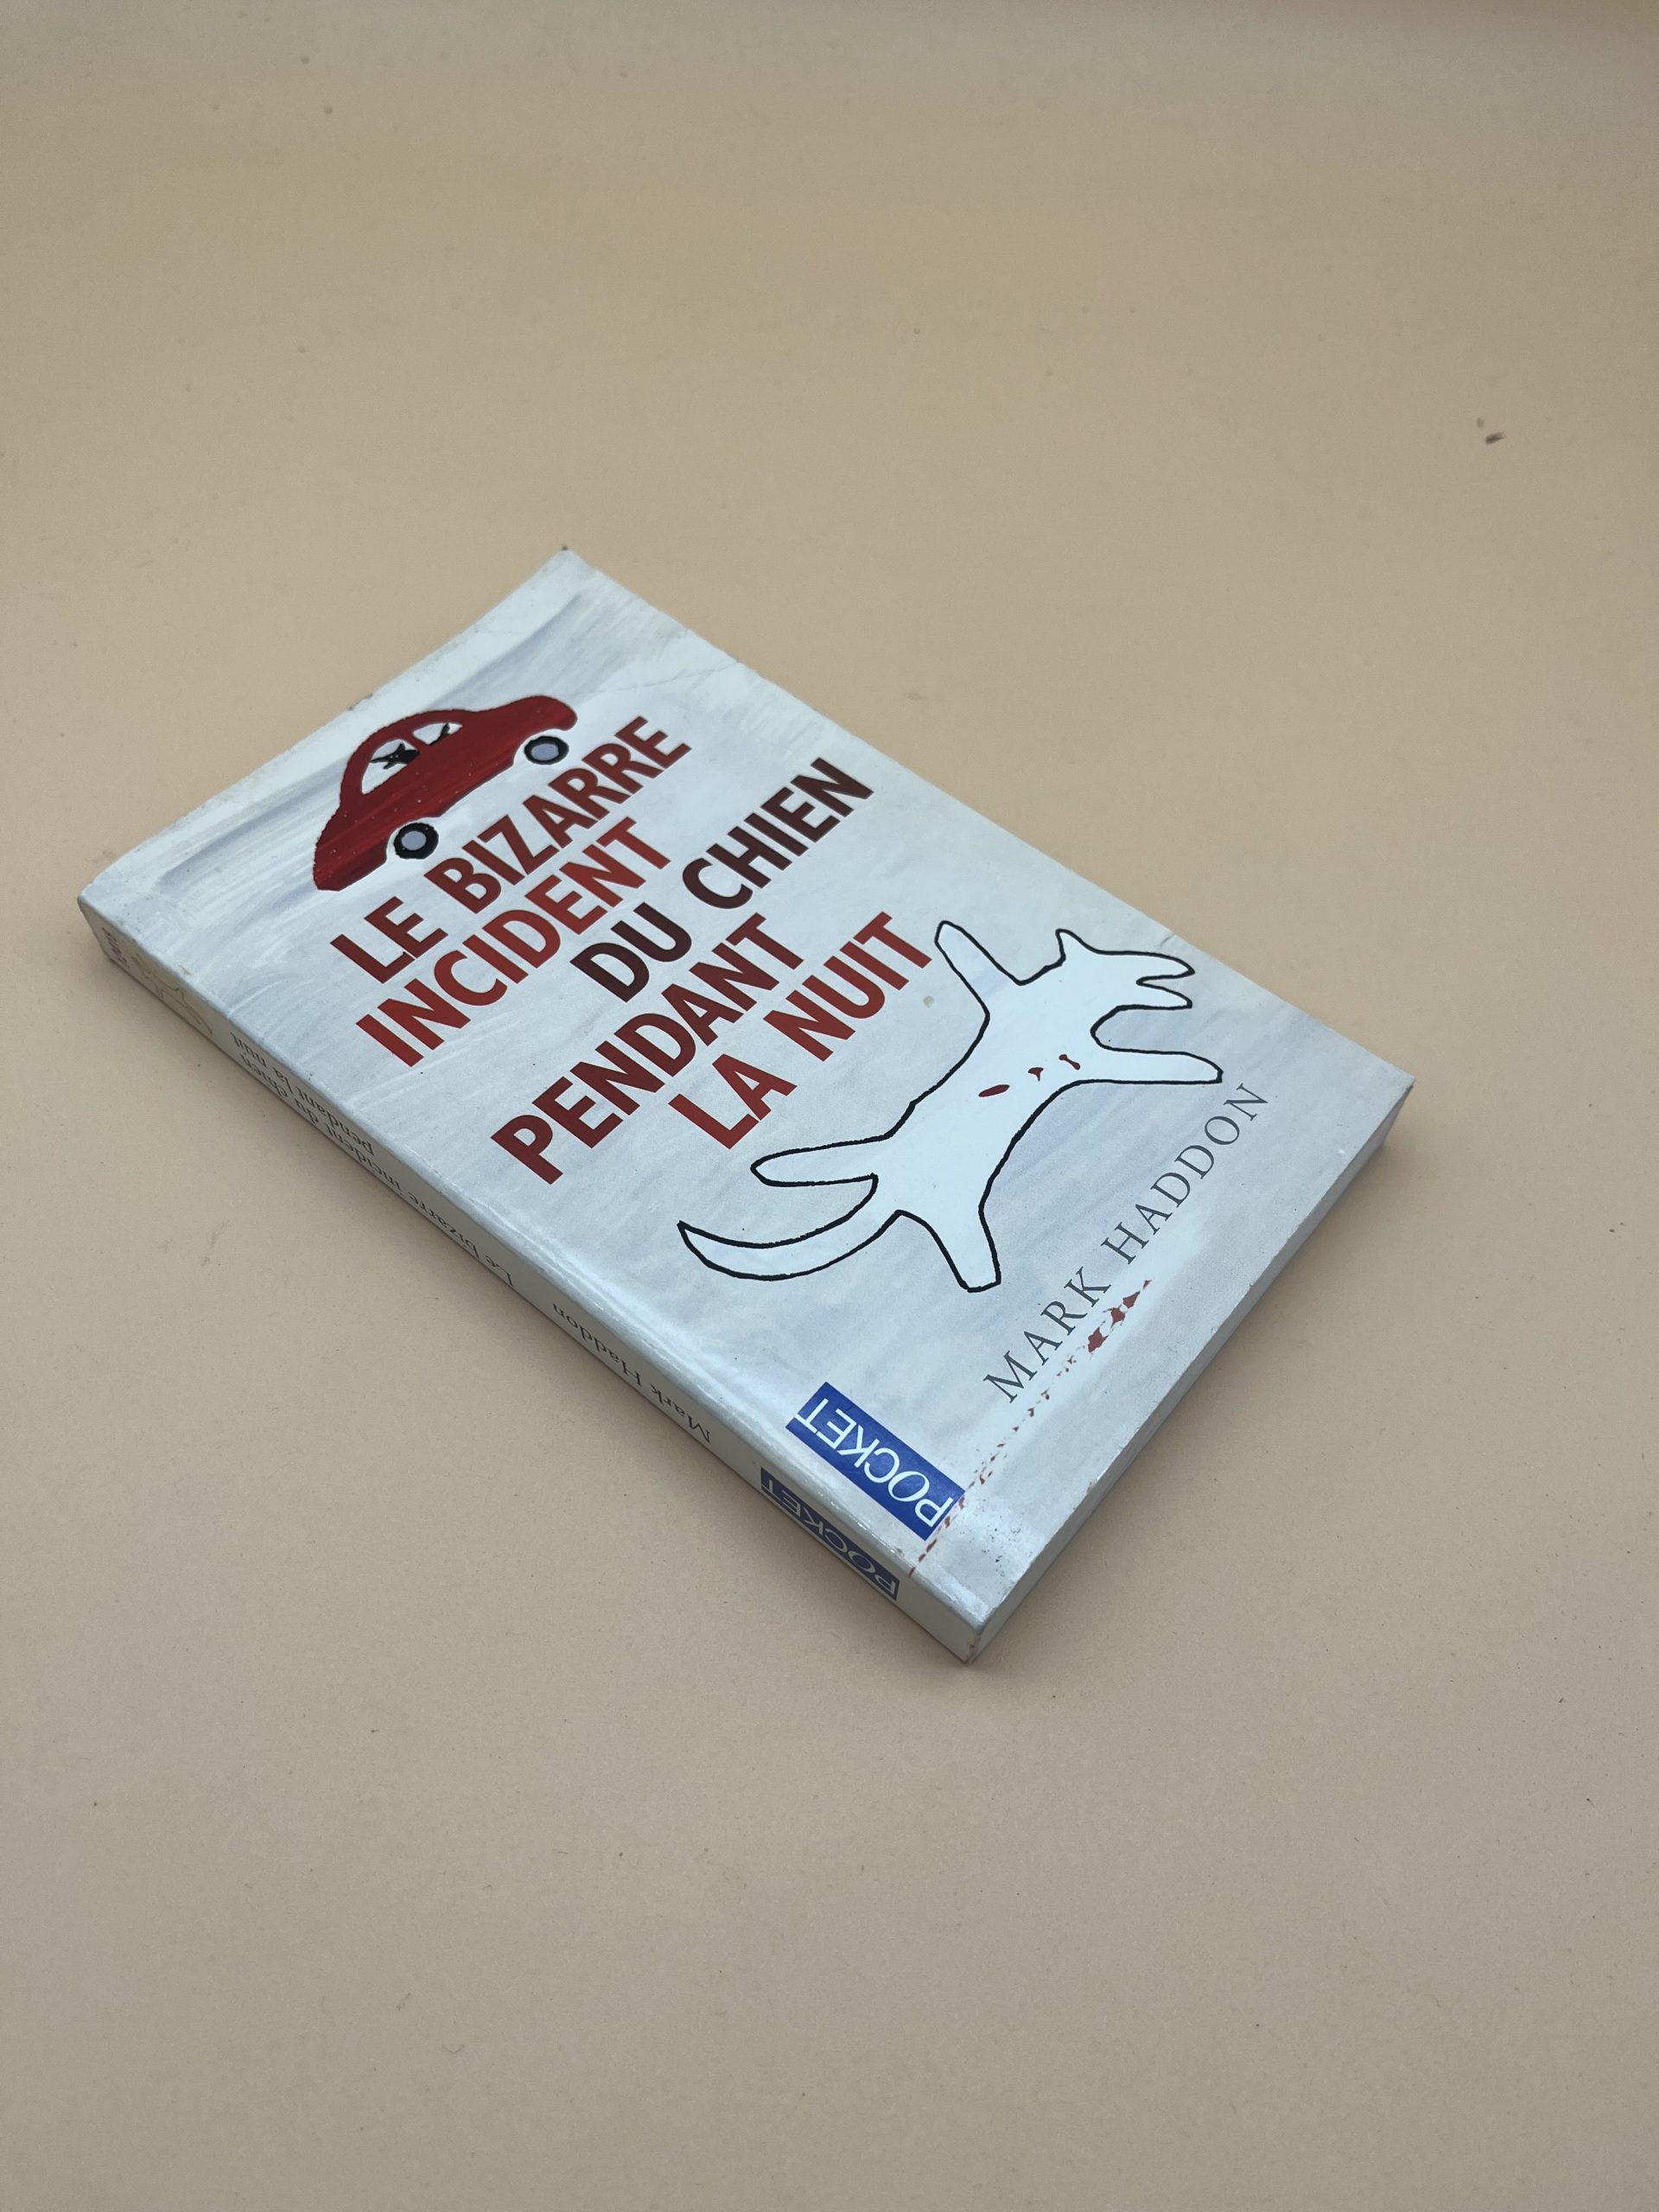 LE BIZARRE
INCIDENT
DU CHIEN
PENDANT
LA NUIT
MARK HADDON
POCKET
POCKET
Mark Haddon
Le bizarre incident du chien
pendant la nuit